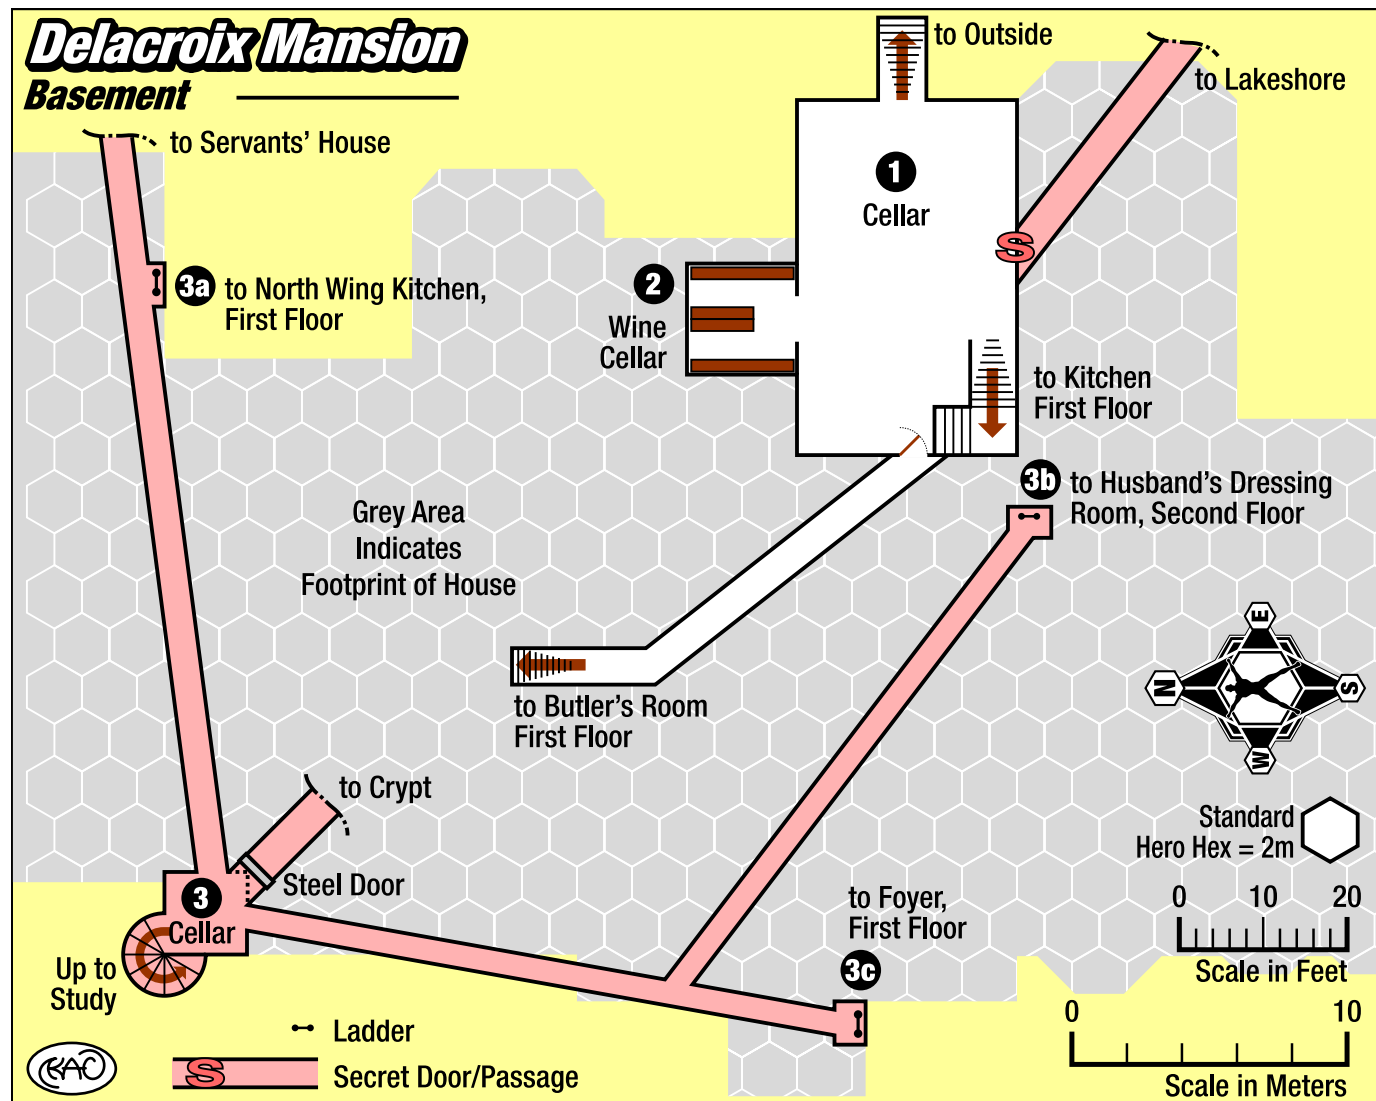 Delacroix Mansion
Basement
to Outside
to Lakeshore
to Servants' House
1
Cellar
S
3a to North Wing Kitchen,
First Floor
2
Wine
Cellar
to Kitchen
First Floor
3b to Husband's Dressing
Room, Second Floor
Grey Area
Indicates
Footprint of House
E
N
S
W
to Butler's Room
First Floor
to Crypt
Standard
Hero Hex = 2m
Steel Door
3
Cellar
to Foyer,
First Floor
3c
0 10 20
Scale in Feet
Up to
Study
0 10
Scale in Meters
Ladder
KAC
S Secret Door/Passage